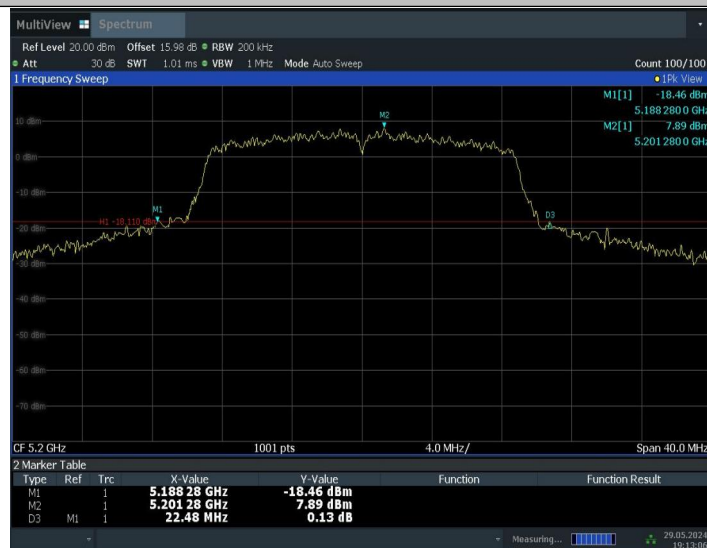 MultiView Spectrum
Ref Level 20.00 dBm Offset 15.98 dB RBW 200 kHz
Att 30 dB SWT 1.01 ms VBW 1 MHz Mode Auto Sweep Count 100/100
1 Frequency Sweep 1Pk View
M1[1] -18.46 dBm
5.188 280 0 GHz
M2[1] 7.89 dBm
5.201 280 0 GHz
M2
10 dBm
0 dBm
-10 dBm
M1
D3
H1 -18.110 dBm
-20 dBm
-30 dBm
-40 dBm
-50 dBm
-60 dBm
-70 dBm
CF 5.2 GHz 1001 pts 4.0 MHz/ Span 40.0 MHz
2 Marker Table
Type Ref Trc X-Value Y-Value Function Function Result
M1 1 5.188 28 GHz -18.46 dBm
M2 1 5.201 28 GHz 7.89 dBm
D3 M1 1 22.48 MHz 0.13 dB
Measuring... 29.05.2024
19:13:06